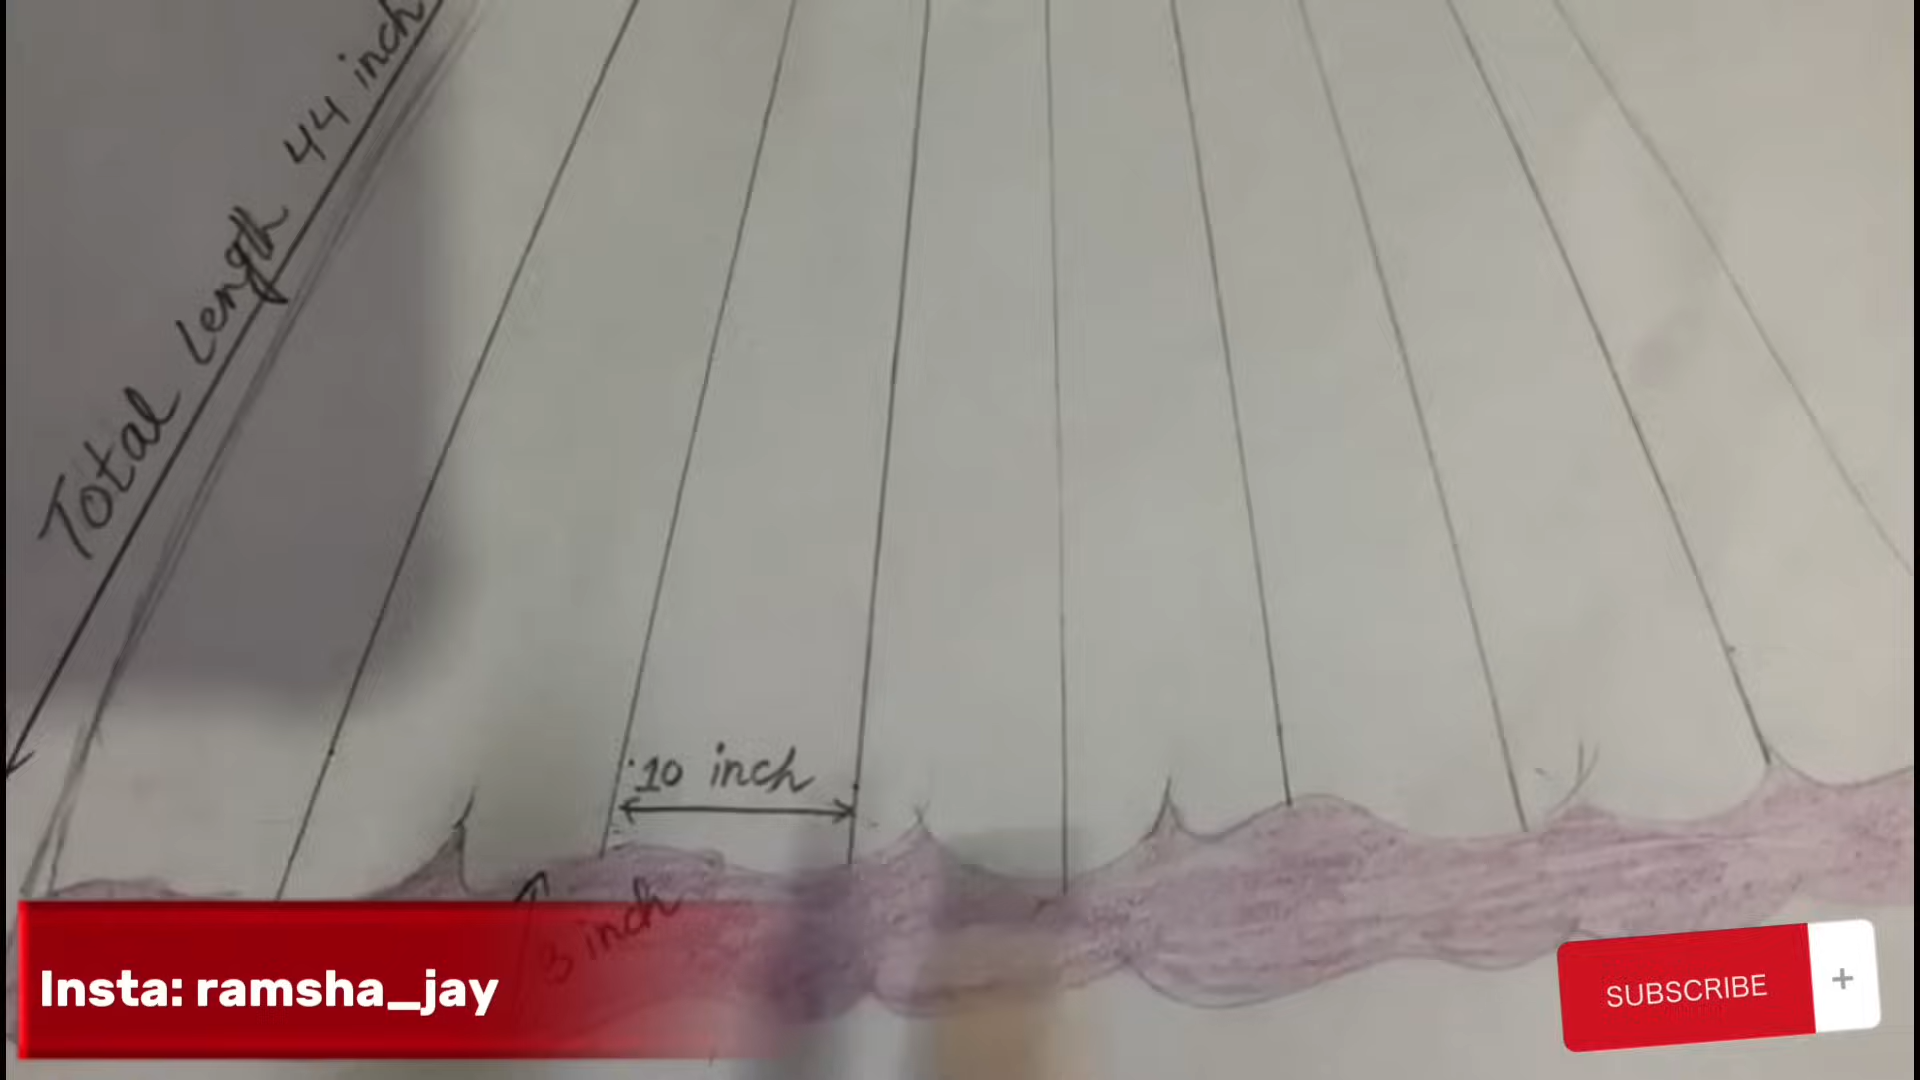 Total Length 44 inch
10 inch
3 inch
Insta: ramsha_jay
SUBSCRIBE +